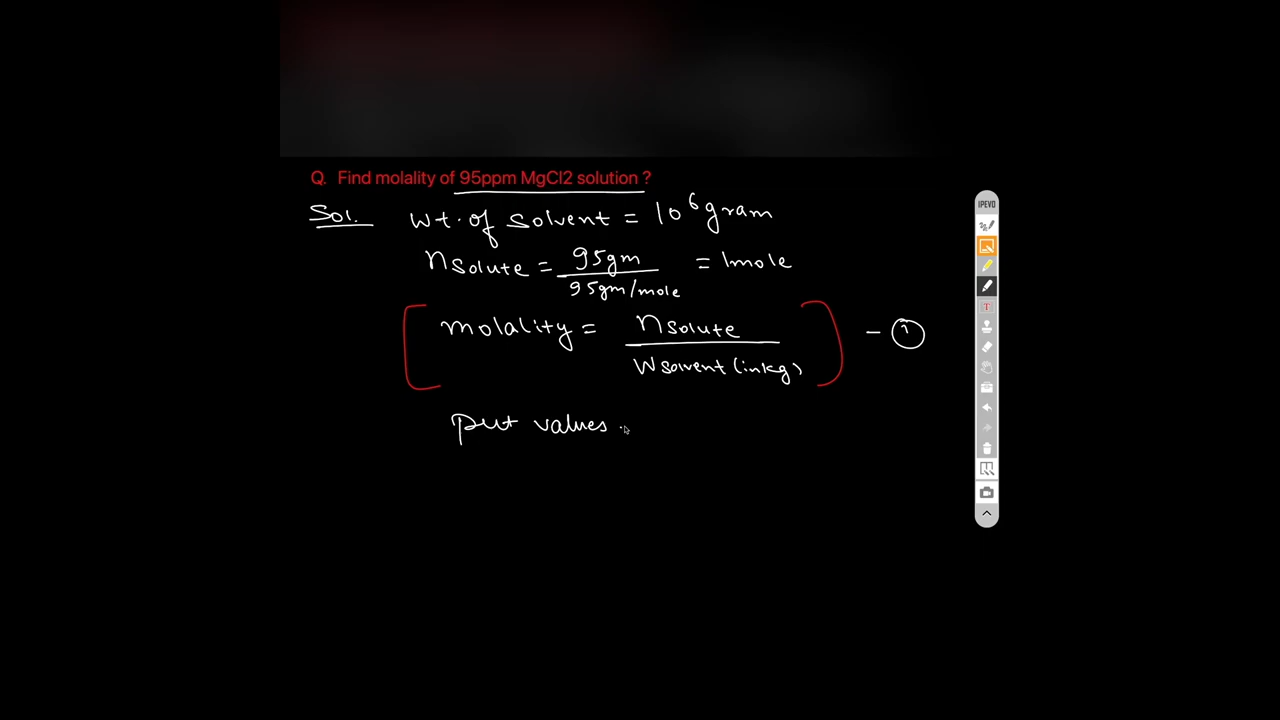 Q. Find molality of 95ppm MgCl2 solution ?
Sol. Wt. of solvent = 10⁶ gram
nsolute = 95gm / 95gm/mole = 1mole
molality = nsolute / Wsolvent (in kg) - ①
put values .
IPEVO
T